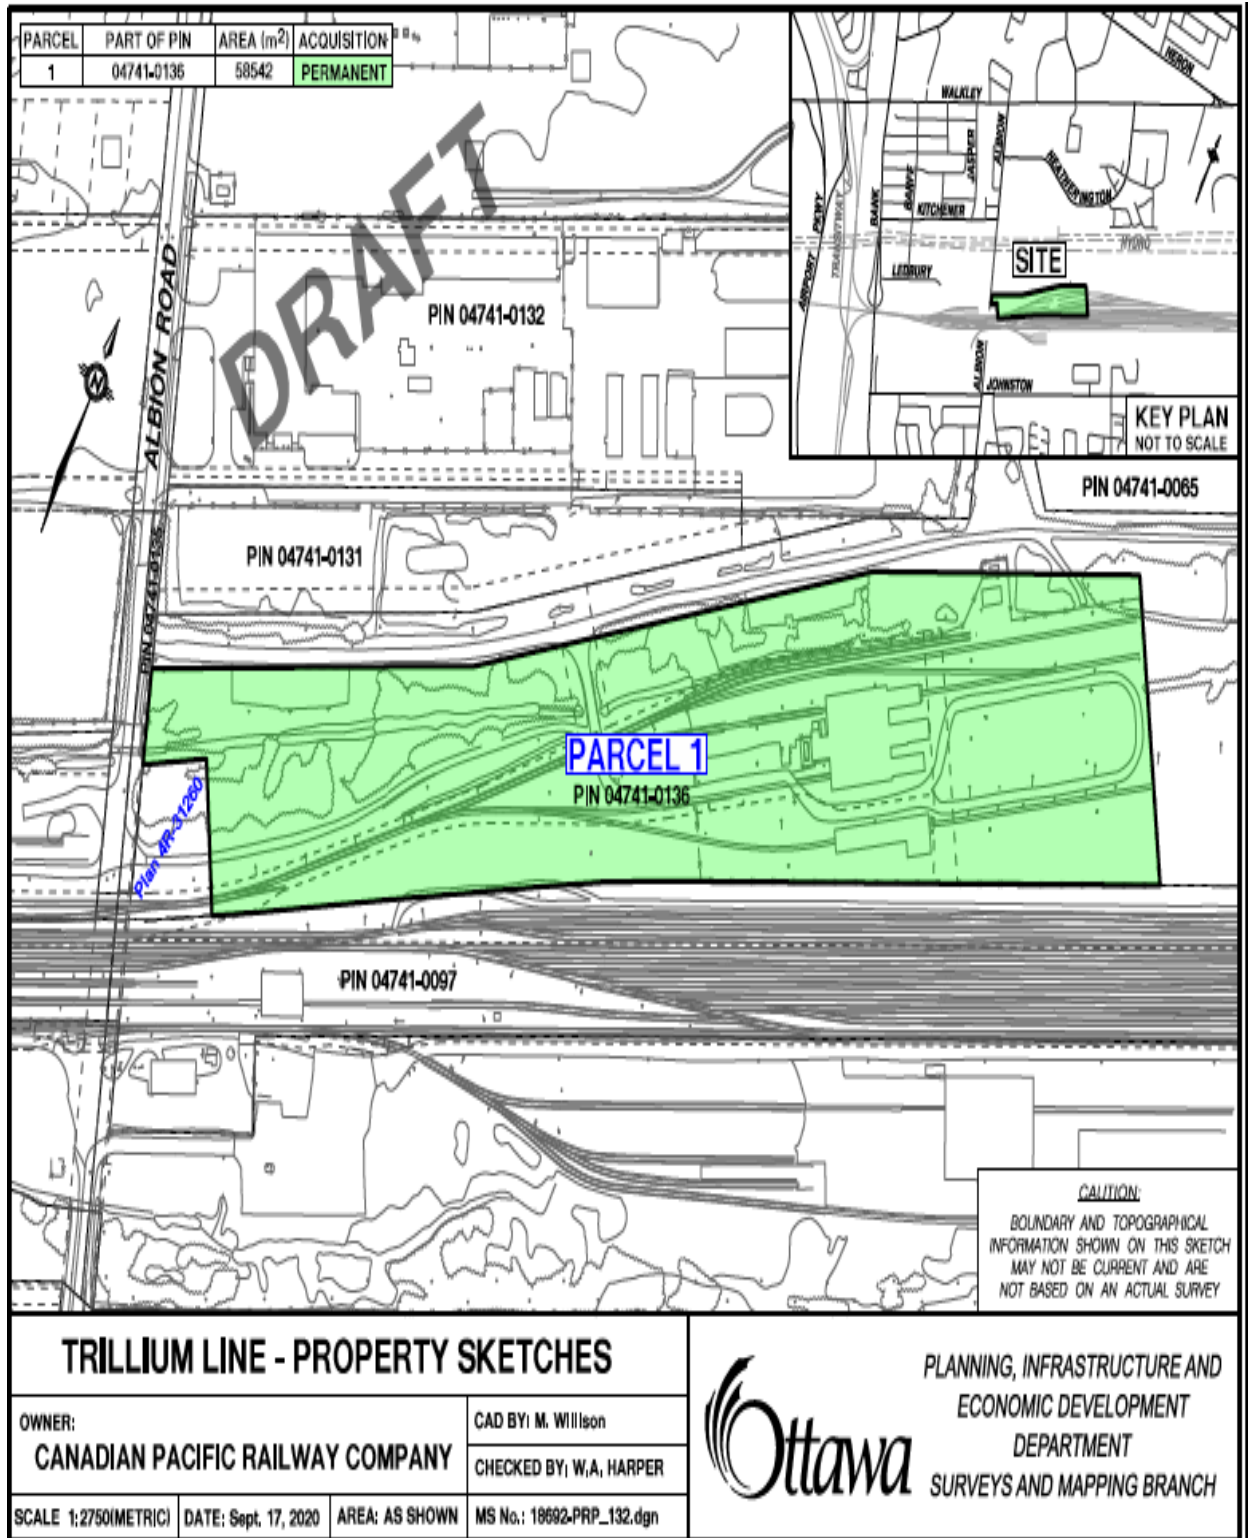 PARCEL PART OF PIN AREA (m²) ACQUISITION
1 04741-0136 58542 PERMANENT
DRAFT
ALBION ROAD
PIN 04741-0132
PIN 04741-0131
PIN 04741-0065
HERON
WALKLEY
JASPER
ALBION
HEATHERINGTON
BANFF
KITCHENER
BANK
AIRPORT PKWY
TRANSITWAY
LEDBURY
HYDRO
SITE
ALBION
JOHNSTON
KEY PLAN
NOT TO SCALE
N
PARCEL 1
PIN 04741-0136
Plan 4R-31260
PIN 04741-0097
CAUTION:
BOUNDARY AND TOPOGRAPHICAL
INFORMATION SHOWN ON THIS SKETCH
MAY NOT BE CURRENT AND ARE
NOT BASED ON AN ACTUAL SURVEY
TRILLIUM LINE - PROPERTY SKETCHES
OWNER:
CANADIAN PACIFIC RAILWAY COMPANY
CAD BY: M. Willison
CHECKED BY: W.A. HARPER
SCALE 1:2750(METRIC) DATE: Sept. 17, 2020 AREA: AS SHOWN MS No.: 18692-PRP_132.dgn
Ottawa
PLANNING, INFRASTRUCTURE AND
ECONOMIC DEVELOPMENT
DEPARTMENT
SURVEYS AND MAPPING BRANCH